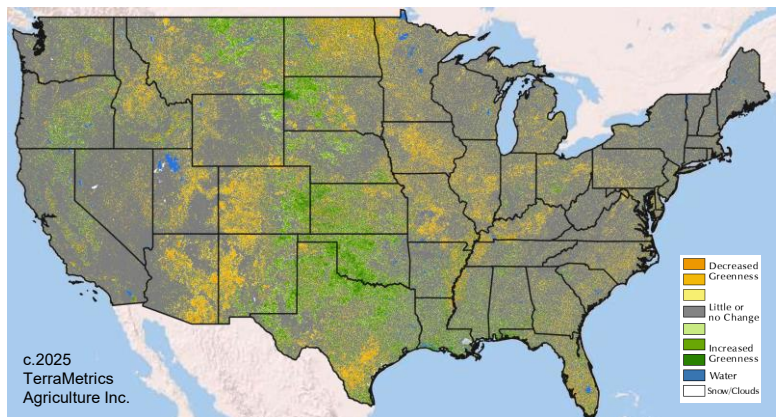 Decreased
Greenness
Little or
no Change
Increased
Greenness
Water
Snow/Clouds
c.2025
TerraMetrics
Agriculture Inc.